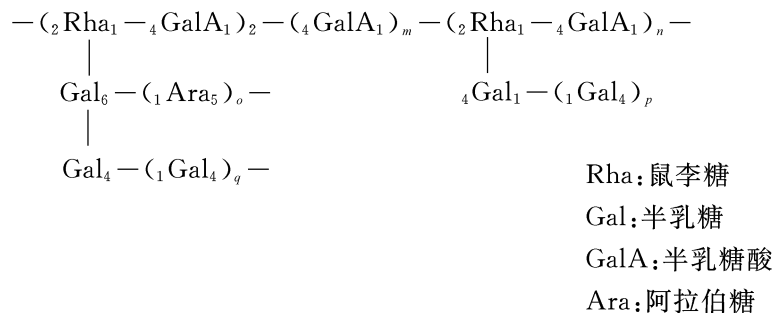 —(₂Rha₁—₄GalA₁)₂—(₄GalA₁)ₘ—(₂Rha₁—₄GalA₁)ₙ—
Gal₆—(₁Ara₅)ₒ— ₄Gal₁—(₁Gal₄)ₚ
Gal₄—(₁Gal₄)q—
Rha:鼠李糖
Gal:半乳糖
GalA:半乳糖酸
Ara:阿拉伯糖